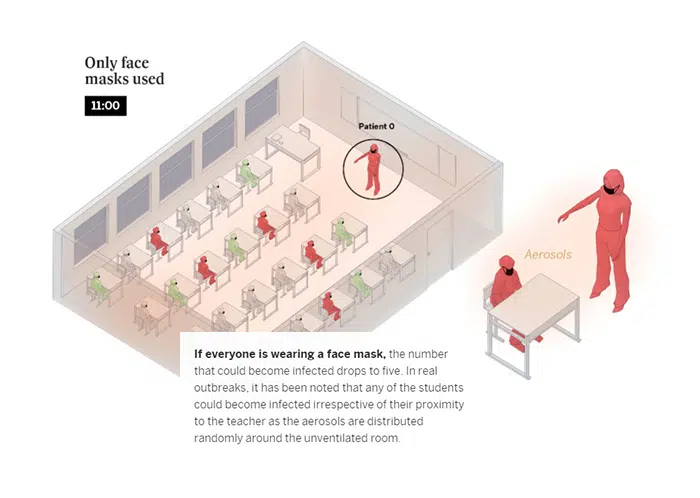 Only face
masks used
11:00
Patient 0
Aerosols
If everyone is wearing a face mask, the number
that could become infected drops to five. In real
outbreaks, it has been noted that any of the students
could become infected irrespective of their proximity
to the teacher as the aerosols are distributed
randomly around the unventilated room.